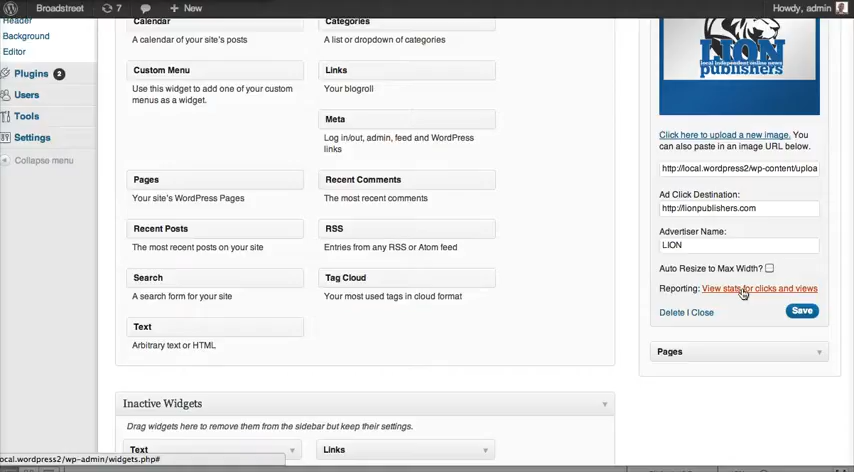 Broadstreet
7
New
Howdy, admin
Header
Background
Editor
Plugins 2
Users
Tools
Settings
Collapse menu
Calendar
A calendar of your site's posts
Categories
A list or dropdown of categories
Custom Menu
Use this widget to add one of your custom
menus as a widget.
Links
Your blogroll
Meta
Log in/out, admin, feed and WordPress
links
Pages
Your site's WordPress Pages
Recent Comments
The most recent comments
Recent Posts
The most recent posts on your site
RSS
Entries from any RSS or Atom feed
Search
A search form for your site
Tag Cloud
Your most used tags in cloud format
Text
Arbitrary text or HTML
Inactive Widgets
Drag widgets here to remove them from the sidebar but keep their settings.
Text
Links
LION
local independent online news
publishers
Click here to upload a new image. You
can also paste in an image URL below.
http://local.wordpress2/wp-content/uploa
Ad Click Destination:
http://lionpublishers.com
Advertiser Name:
LION
Auto Resize to Max Width?
Reporting: View stats for clicks and views
Delete | Close
Save
Pages
ocal.wordpress2/wp-admin/widgets.php#